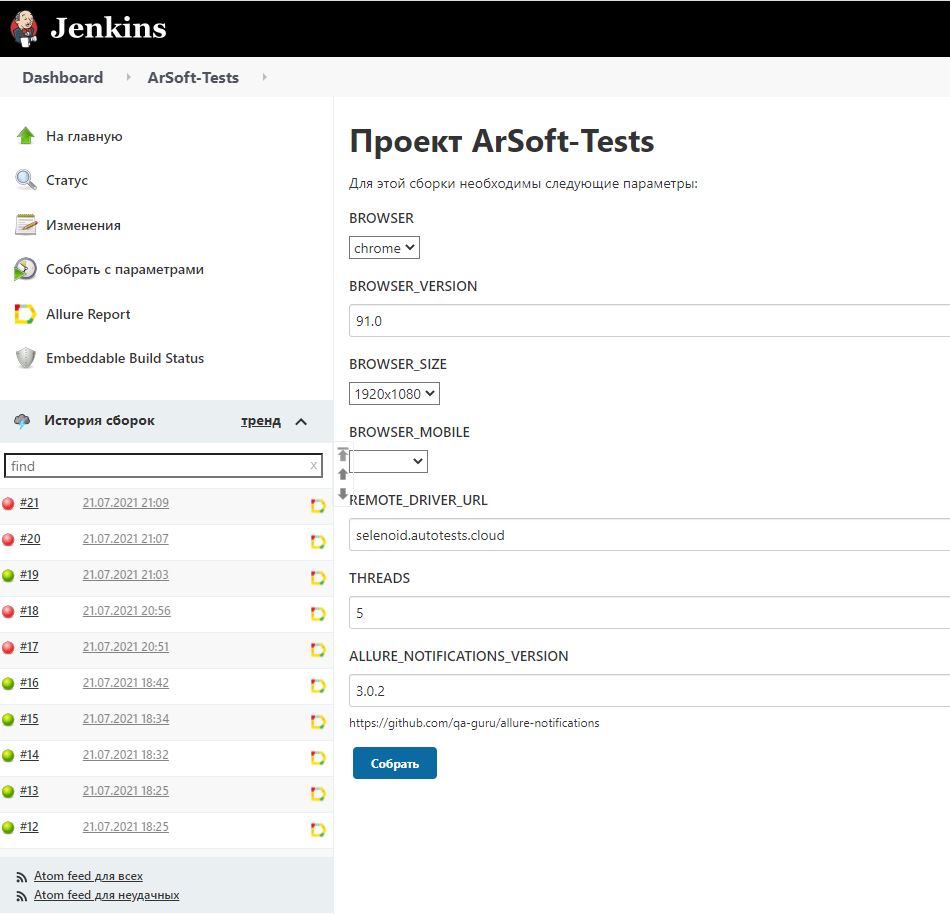 Jenkins
Dashboard
ArSoft-Tests
На главную
Статус
Изменения
Собрать с параметрами
Allure Report
Embeddable Build Status
История сборок
тренд
find
x
#21 21.07.2021 21:09
#20 21.07.2021 21:07
#19 21.07.2021 21:03
#18 21.07.2021 20:56
#17 21.07.2021 20:51
#16 21.07.2021 18:42
#15 21.07.2021 18:34
#14 21.07.2021 18:32
#13 21.07.2021 18:25
#12 21.07.2021 18:25
Atom feed для всех
Atom feed для неудачных
Проект ArSoft-Tests
Для этой сборки необходимы следующие параметры:
BROWSER
chrome
BROWSER_VERSION
91.0
BROWSER_SIZE
1920x1080
BROWSER_MOBILE
REMOTE_DRIVER_URL
selenoid.autotests.cloud
THREADS
5
ALLURE_NOTIFICATIONS_VERSION
3.0.2
https://github.com/qa-guru/allure-notifications
Собрать